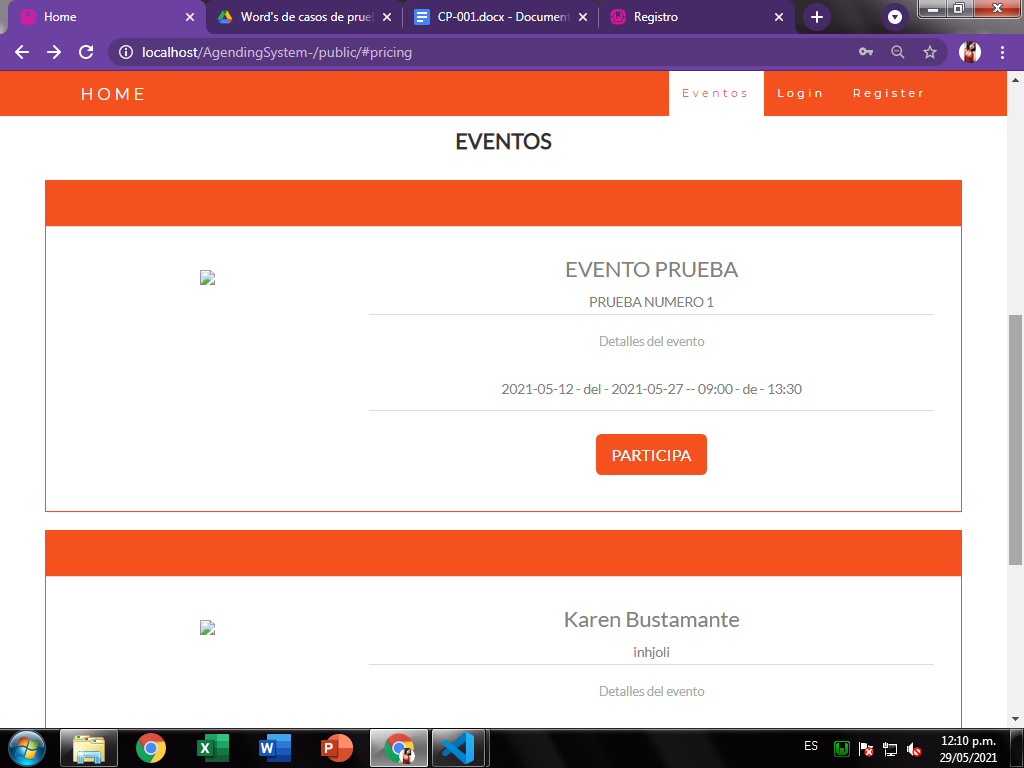 Home
Word's de casos de prue
CP-001.docx - Document
Registro
localhost/AgendingSystem-/public/#pricing
HOME
Eventos
Login
Register
EVENTOS
EVENTO PRUEBA
PRUEBA NUMERO 1
Detalles del evento
2021-05-12 - del - 2021-05-27 -- 09:00 - de - 13:30
PARTICIPA
Karen Bustamante
inhjoli
Detalles del evento
ES
12:10 p.m.
29/05/2021